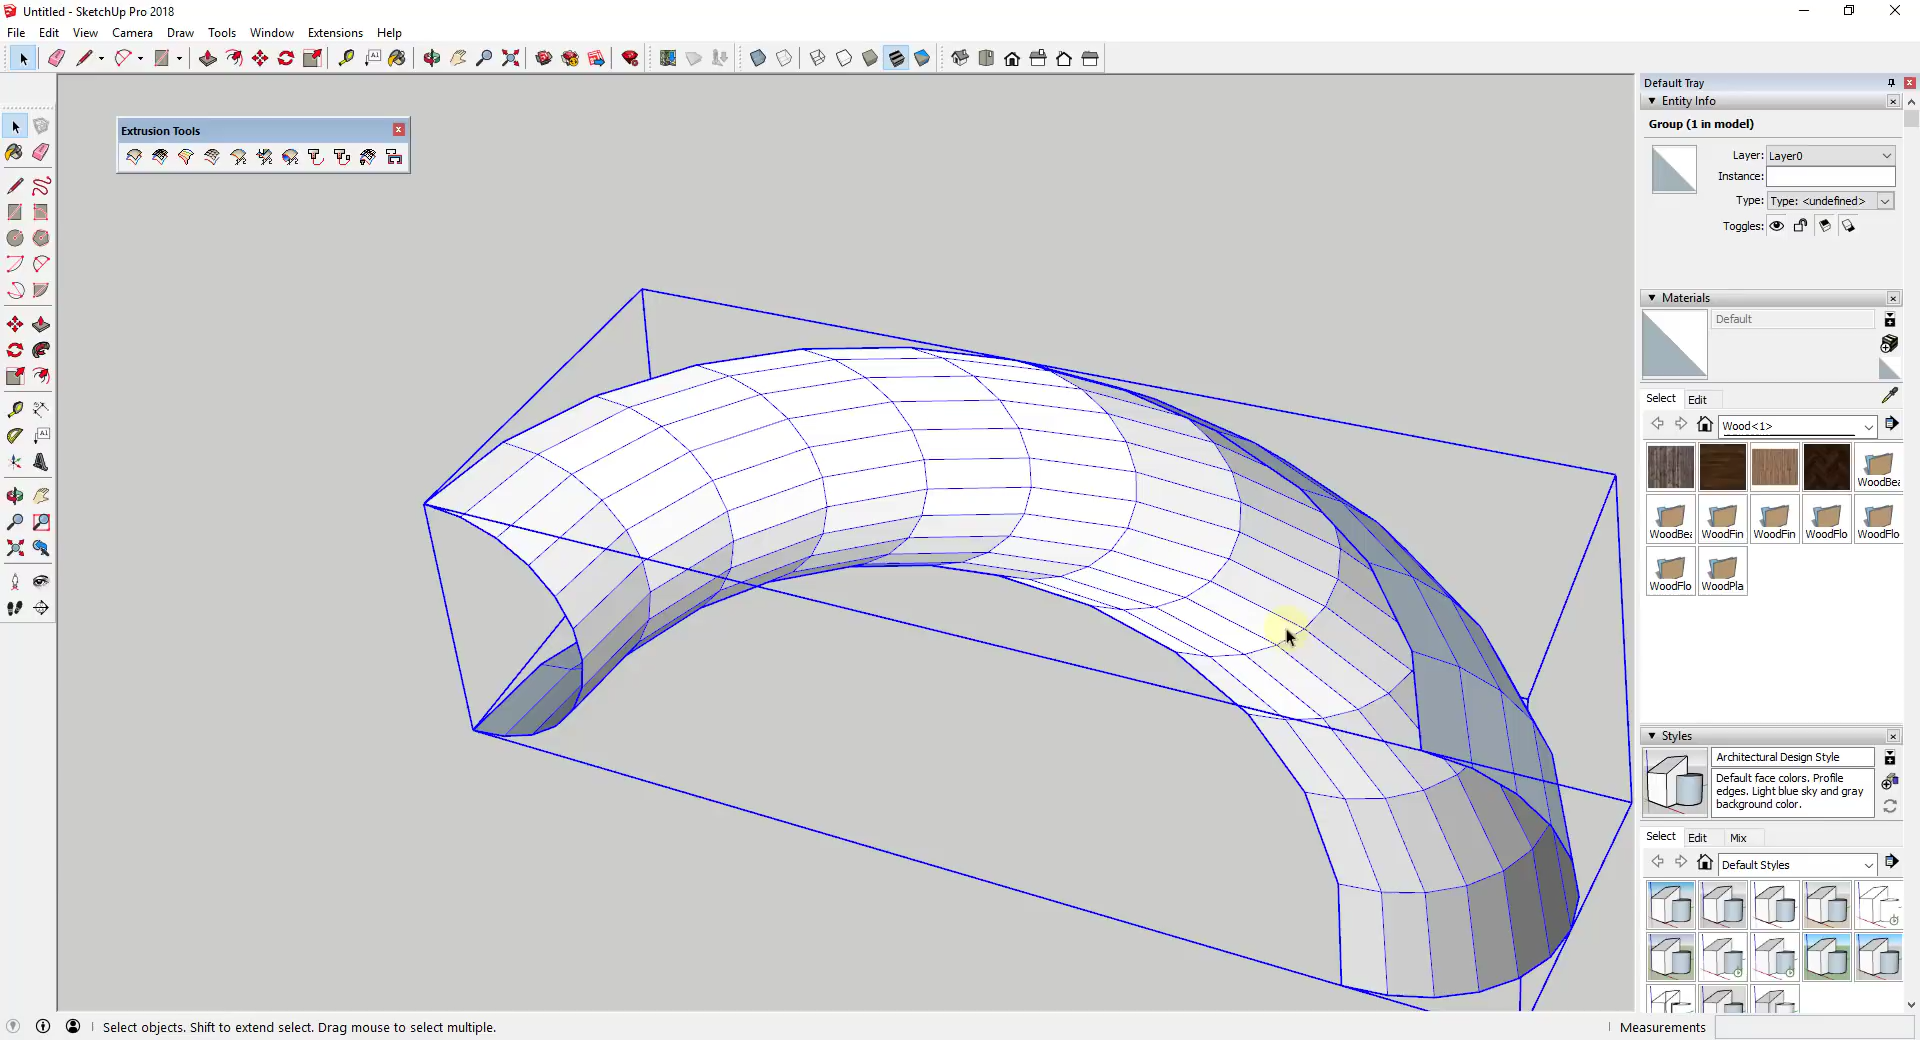 Untitled - SketchUp Pro 2018
File Edit View Camera Draw Tools Window Extensions Help
Default Tray
Entity Info
Group (1 in model)
Extrusion Tools
Layer: Layer0
Instance:
Type: Type: <undefined>
Toggles:
Materials
Default
Select Edit
Wood<1>
WoodBea
WoodBea WoodFin WoodFin WoodFlo WoodFlo
WoodFlo WoodPla
Styles
Architectural Design Style
Default face colors. Profile
edges. Light blue sky and gray
background color.
Select Edit Mix
Default Styles
Select objects. Shift to extend select. Drag mouse to select multiple.
Measurements